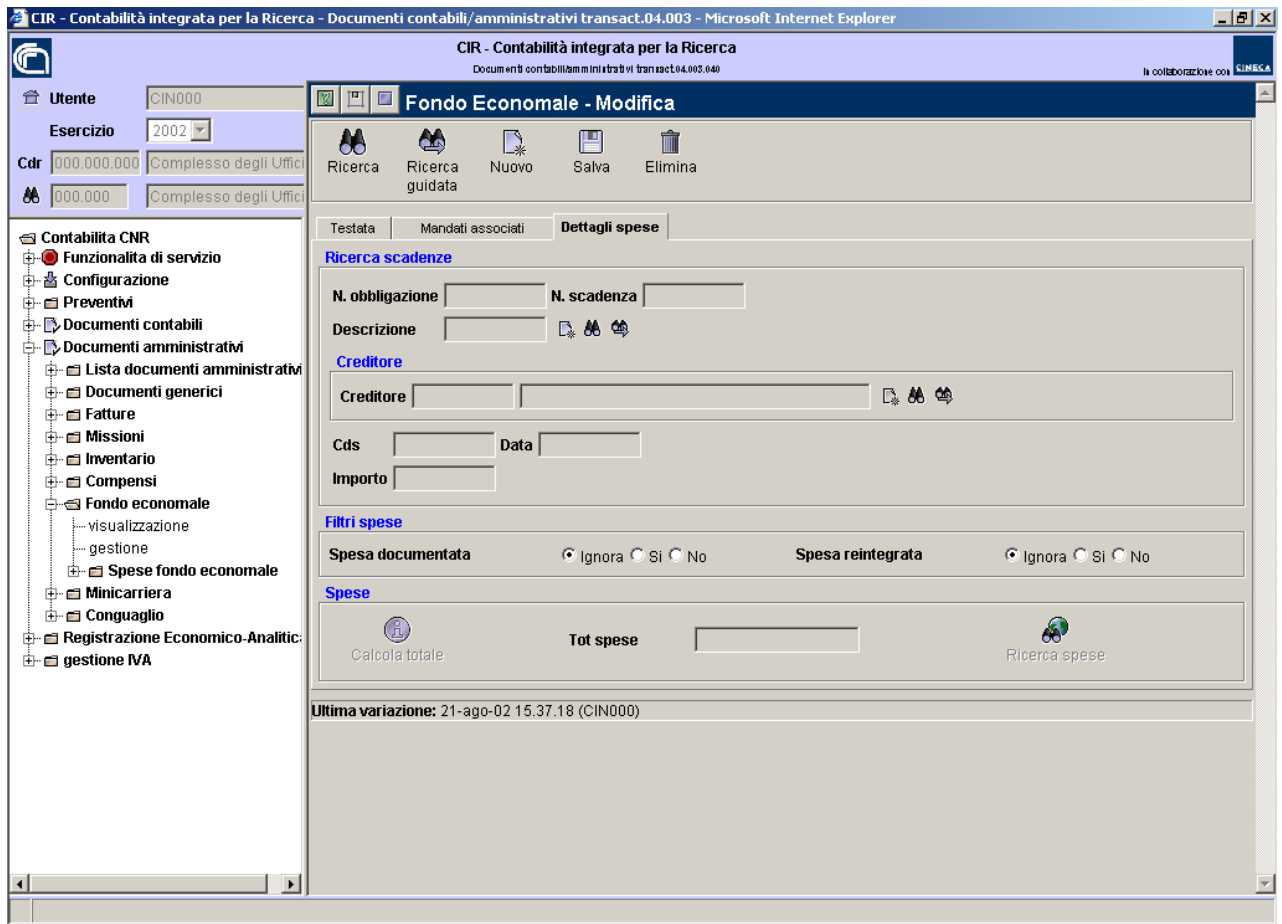 CIR - Contabilità integrata per la Ricerca - Documenti contabili/amministrativi transact.04.003 - Microsoft Internet Explorer
CIR - Contabilità integrata per la Ricerca
Documenti contabili/amministrativi transact.04.003.040
In collaborazione con CINECA
Utente CIN000
Esercizio 2002
Cdr 000.000.000 Complesso degli Uffici
000.000 Complesso degli Uffici
Contabilita CNR
Funzionalita di servizio
Configurazione
Preventivi
Documenti contabili
Documenti amministrativi
Lista documenti amministrativi
Documenti generici
Fatture
Missioni
Inventario
Compensi
Fondo economale
visualizzazione
gestione
Spese fondo economale
Minicarriera
Conguaglio
Registrazione Economico-Analitic
gestione IVA
Fondo Economale - Modifica
Ricerca Ricerca guidata Nuovo Salva Elimina
Testata Mandati associati Dettagli spese
Ricerca scadenze
N. obbligazione N. scadenza
Descrizione
Creditore
Creditore
Cds Data
Importo
Filtri spese
Spesa documentata Ignora Si No Spesa reintegrata Ignora Si No
Spese
Calcola totale Tot spese Ricerca spese
Ultima variazione: 21-ago-02 15.37.18 (CIN000)